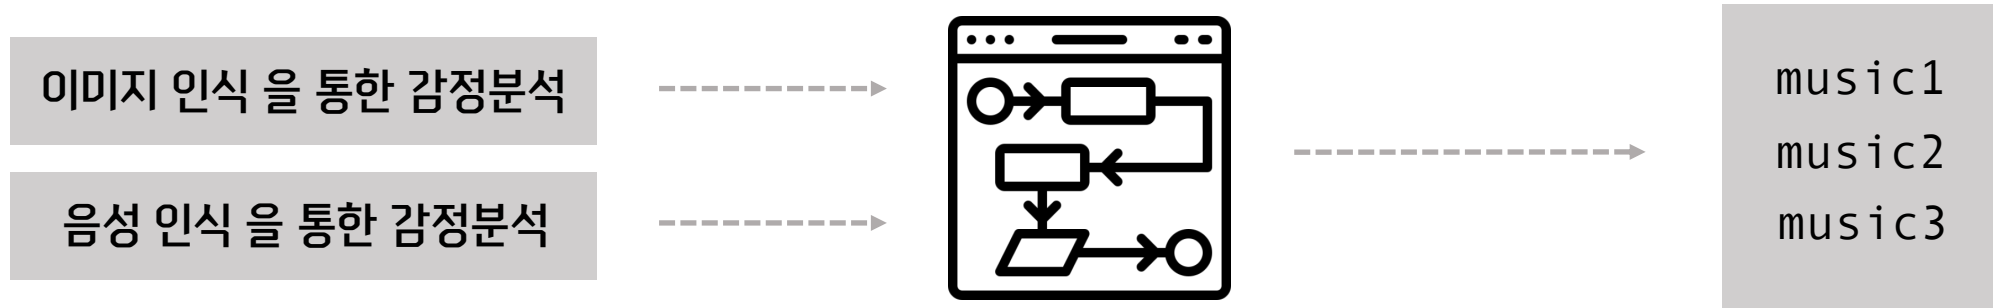 이미지 인식 을 통한 감정분석
음성 인식 을 통한 감정분석
music1
music2
music3